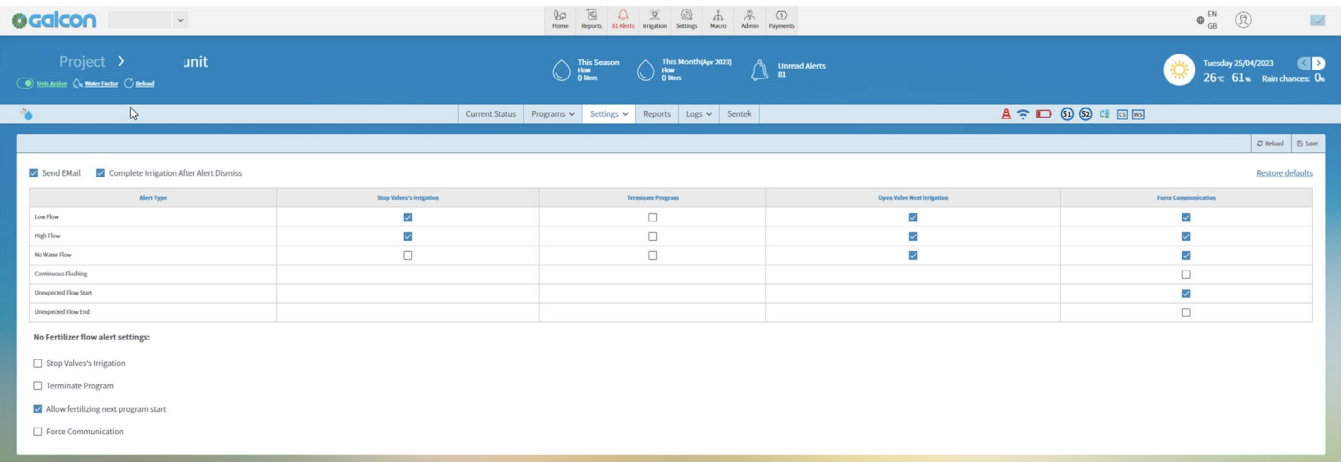 GALCON
Home Reports 81 Alerts Irrigation Settings Macro Admin Payments
EN
GB
Project > unit
Unit Active Water Factor Reload
This Season
Flow
0 liters
This Month(Apr 2023)
Flow
0 liters
Unread Alerts
81
Tuesday 25/04/2023
26°C 61% Rain chances: 0%
Current Status Programs Settings Reports Logs Sentek
S1 S2 CS WS
Reload Save
Send EMail Complete Irrigation After Alert Dismiss Restore defaults
Alert Type Stop Valves's Irrigation Terminate Program Open Valve Next Irrigation Force Communication
Low Flow
High Flow
No Water Flow
Continuous Flushing
Unexpected Flow Start
Unexpected Flow End
No Fertilizer flow alert settings:
Stop Valves's Irrigation
Terminate Program
Allow fertilizing next program start
Force Communication